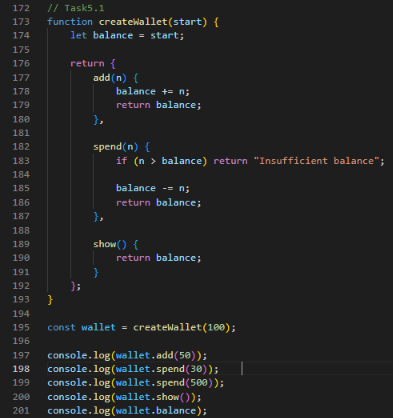 172 // Task5.1
173 function createWallet(start) {
174     let balance = start;
175
176     return {
177         add(n) {
178             balance += n;
179             return balance;
180         },
181
182         spend(n) {
183             if (n > balance) return "Insufficient balance";
184
185             balance -= n;
186             return balance;
187         },
188
189         show() {
190             return balance;
191         }
192     };
193 }
194
195 const wallet = createWallet(100);
196
197 console.log(wallet.add(50));
198 console.log(wallet.spend(30));
199 console.log(wallet.spend(500));
200 console.log(wallet.show());
201 console.log(wallet.balance);